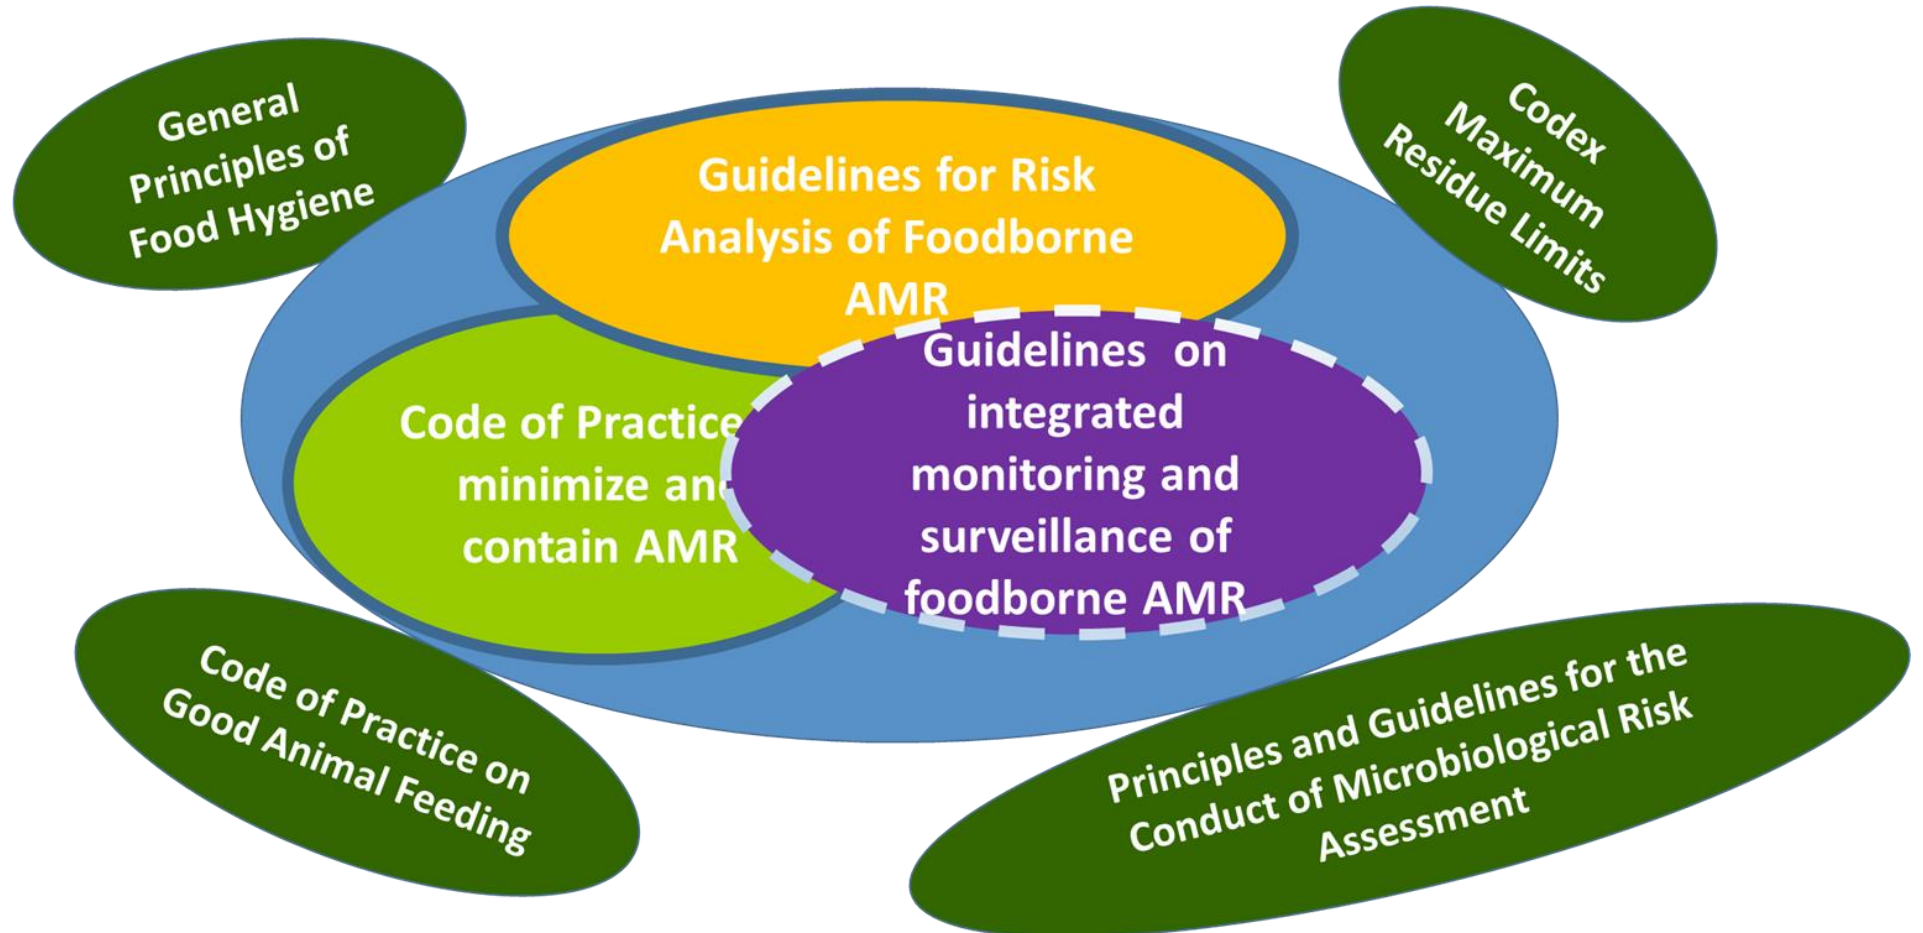 General
Principles of
Food Hygiene
Codex
Maximum
Residue Limits
Guidelines for Risk
Analysis of Foodborne
AMR
Code of Practice
minimize and
contain AMR
Guidelines on
integrated
monitoring and
surveillance of
foodborne AMR
Code of Practice on
Good Animal Feeding
Principles and Guidelines for the
Conduct of Microbiological Risk
Assessment